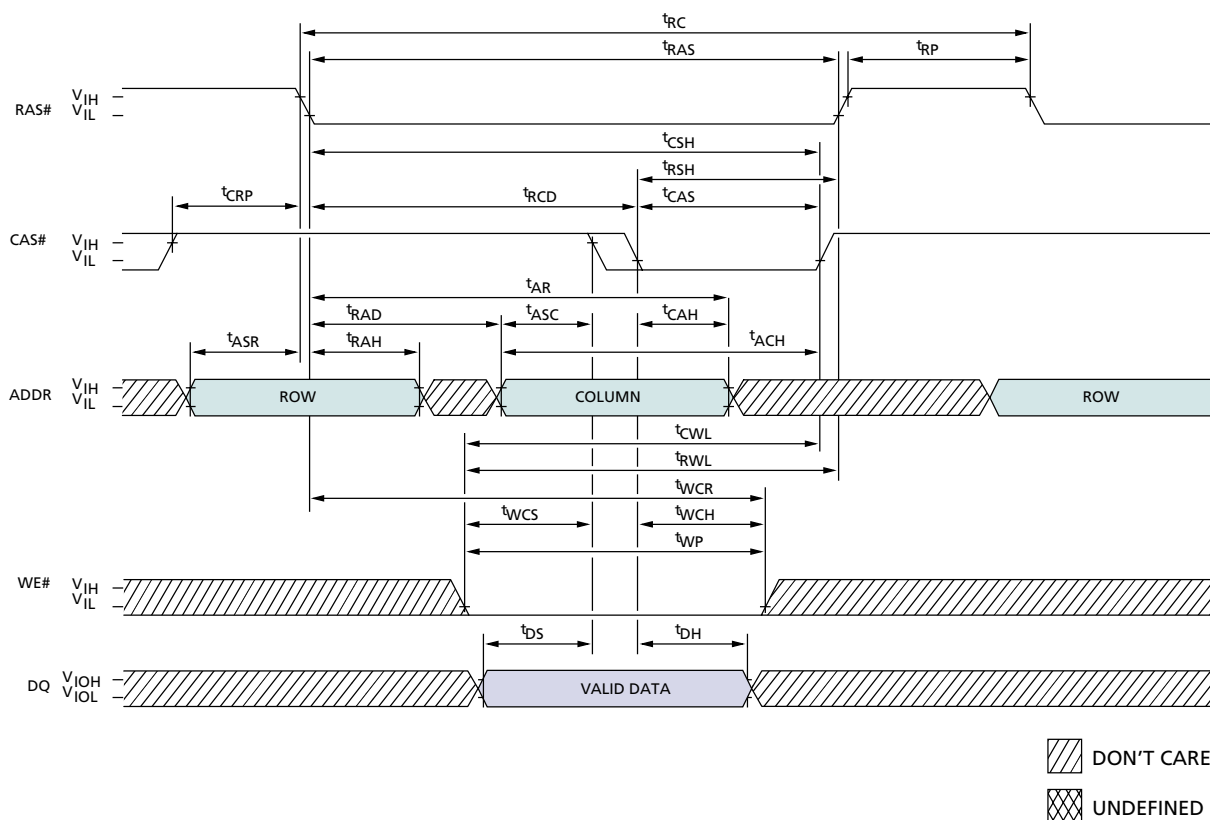 tRC
tRAS
tRP
RAS#
VIH
VIL
tCSH
tRSH
tCRP
tRCD
tCAS
CAS#
VIH
VIL
tAR
tRAD
tASC
tCAH
tASR
tRAH
tACH
ADDR
VIH
VIL
ROW
COLUMN
ROW
tCWL
tRWL
tWCR
tWCS
tWCH
tWP
WE#
VIH
VIL
tDS
tDH
DQ
VIOH
VIOL
VALID DATA
DON'T CARE
UNDEFINED